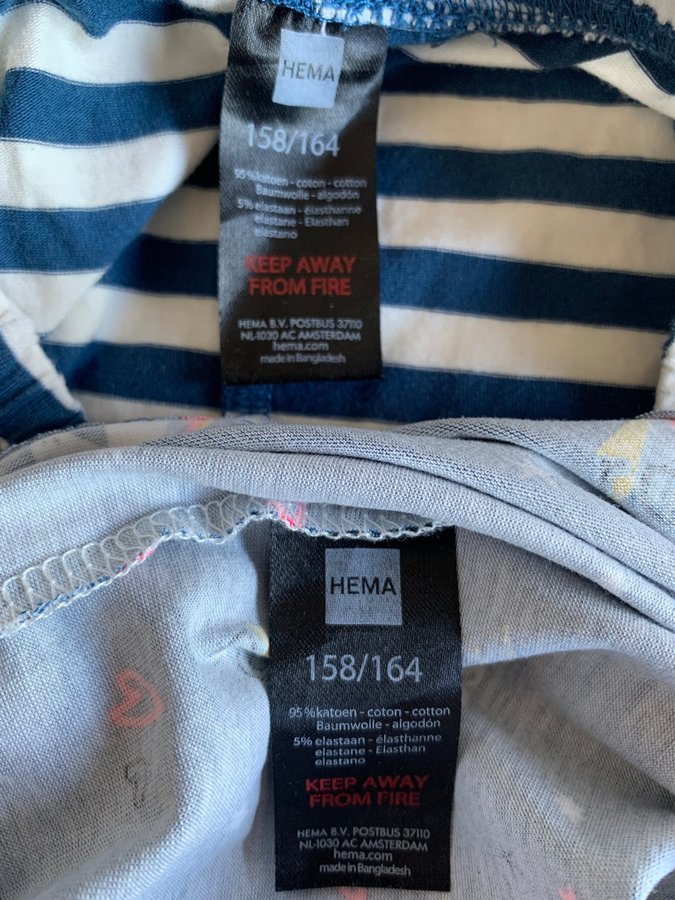 HEMA
158/164
95%katoen - coton - cotton
Baumwolle - algodón
5% elastaan - élasthanne
elastane - Elasthan
elastano
KEEP AWAY
FROM FIRE
HEMA B.V. POSTBUS 37110
NL-1030 AC AMSTERDAM
hema.com
made in Bangladesh
HEMA
158/164
95%katoen - coton - cotton
Baumwolle - algodón
5% elastaan - élasthanne
elastane - Elasthan
elastano
KEEP AWAY
FROM FIRE
HEMA B.V. POSTBUS 37110
NL-1030 AC AMSTERDAM
hema.com
made in Bangladesh